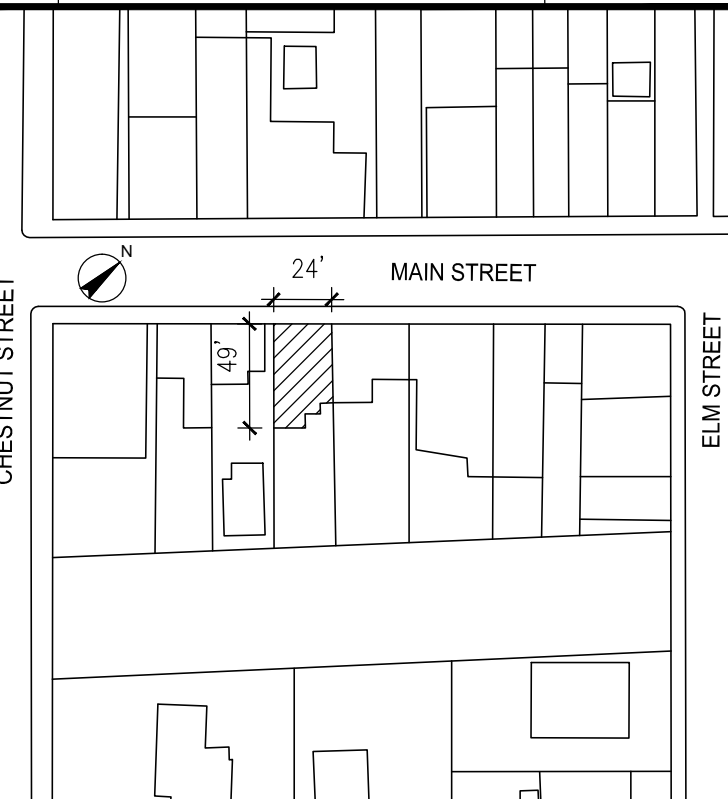 N
24'
MAIN STREET
CHESTNUT STREET
49'
ELM STREET